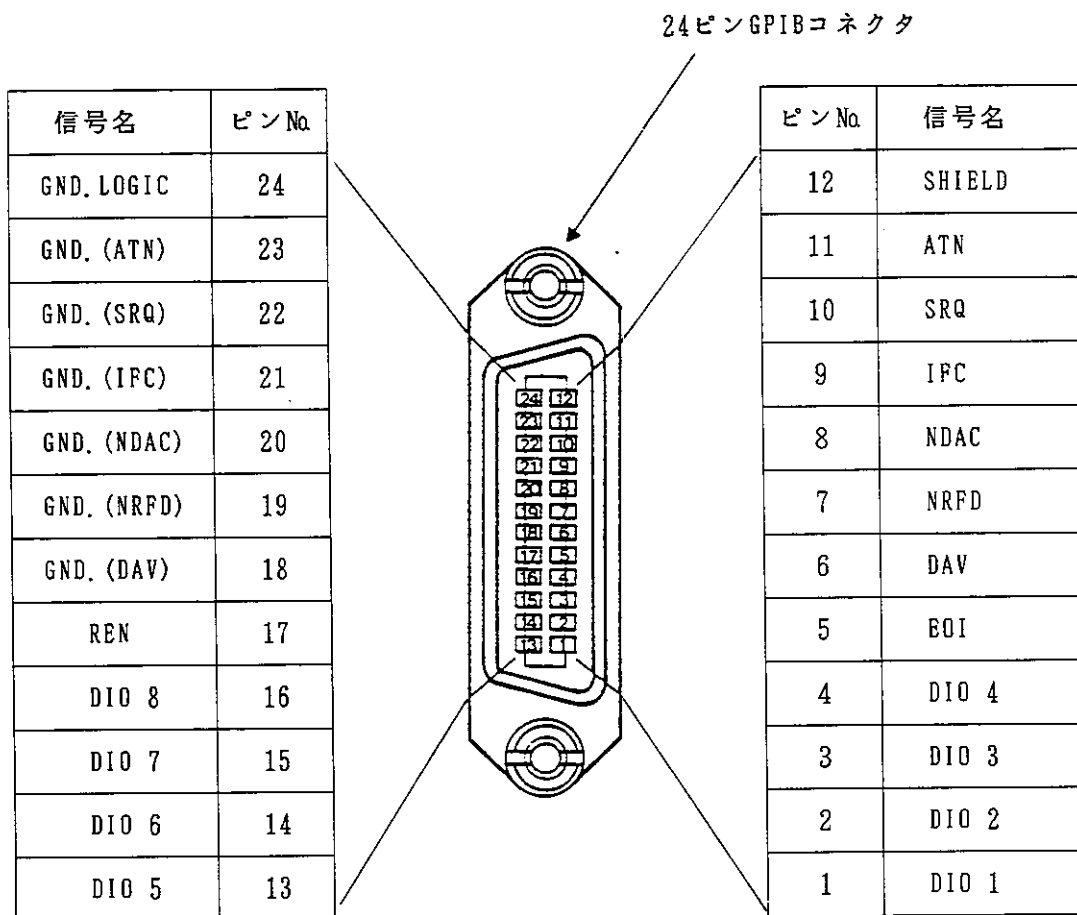 24ピンGPIBコネクタ
信号名 ピンNo.
GND.LOGIC 24
GND.(ATN) 23
GND.(SRQ) 22
GND.(IFC) 21
GND.(NDAC) 20
GND.(NRFD) 19
GND.(DAV) 18
REN 17
DIO 8 16
DIO 7 15
DIO 6 14
DIO 5 13
24 12
23 11
22 10
21 9
20 8
19 7
18 6
17 5
16 4
15 3
14 2
13 1
ピンNo. 信号名
12 SHIELD
11 ATN
10 SRQ
9 IFC
8 NDAC
7 NRFD
6 DAV
5 EOI
4 DIO 4
3 DIO 3
2 DIO 2
1 DIO 1